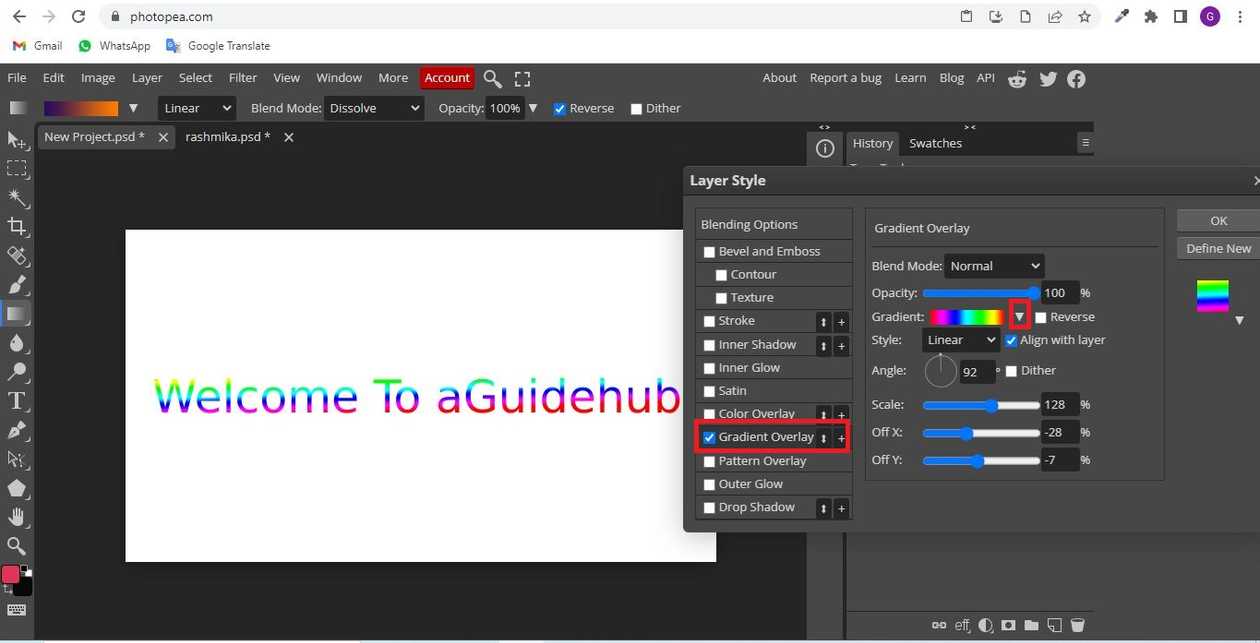 photopea.com
G
Gmail WhatsApp Google Translate
File Edit Image Layer Select Filter View Window More Account About Report a bug Learn Blog API
Linear Blend Mode: Dissolve Opacity: 100% Reverse Dither
New Project.psd * rashmika.psd *
History Swatches
Layer Style
Blending Options
Bevel and Emboss
Contour
Texture
Stroke
Inner Shadow
Inner Glow
Satin
Color Overlay
Gradient Overlay
Pattern Overlay
Outer Glow
Drop Shadow
Gradient Overlay
Blend Mode: Normal
Opacity: 100 %
Gradient: Reverse
Style: Linear Align with layer
Angle: 92 ° Dither
Scale: 128 %
Off X: -28 %
Off Y: -7 %
OK
Define New
Welcome To aGuidehub
eff